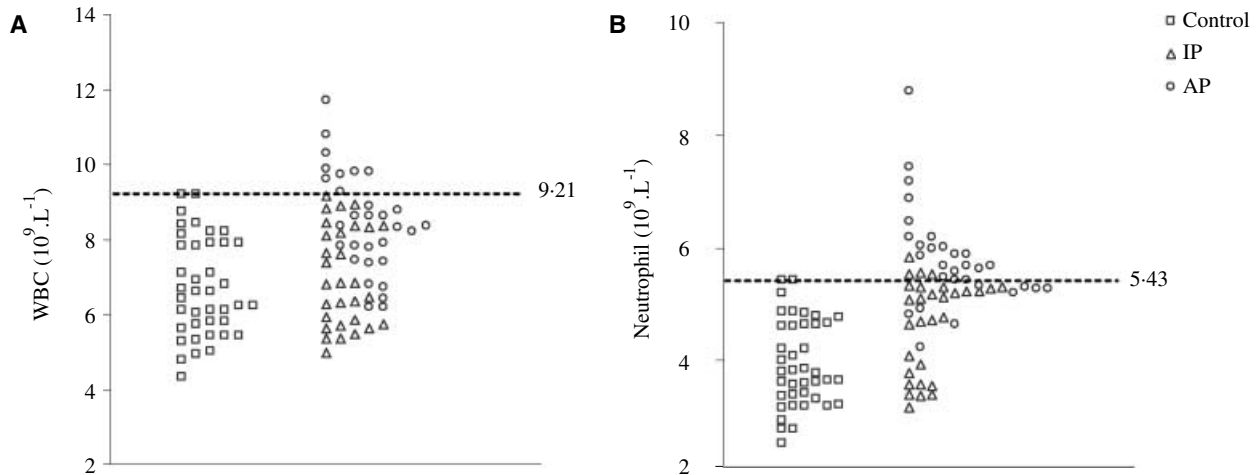 A
WBC (10⁹.L⁻¹)
14
12
10
8
6
4
2
9·21
B
Neutrophil (10⁹.L⁻¹)
10
8
6
4
2
5·43
Control
IP
AP